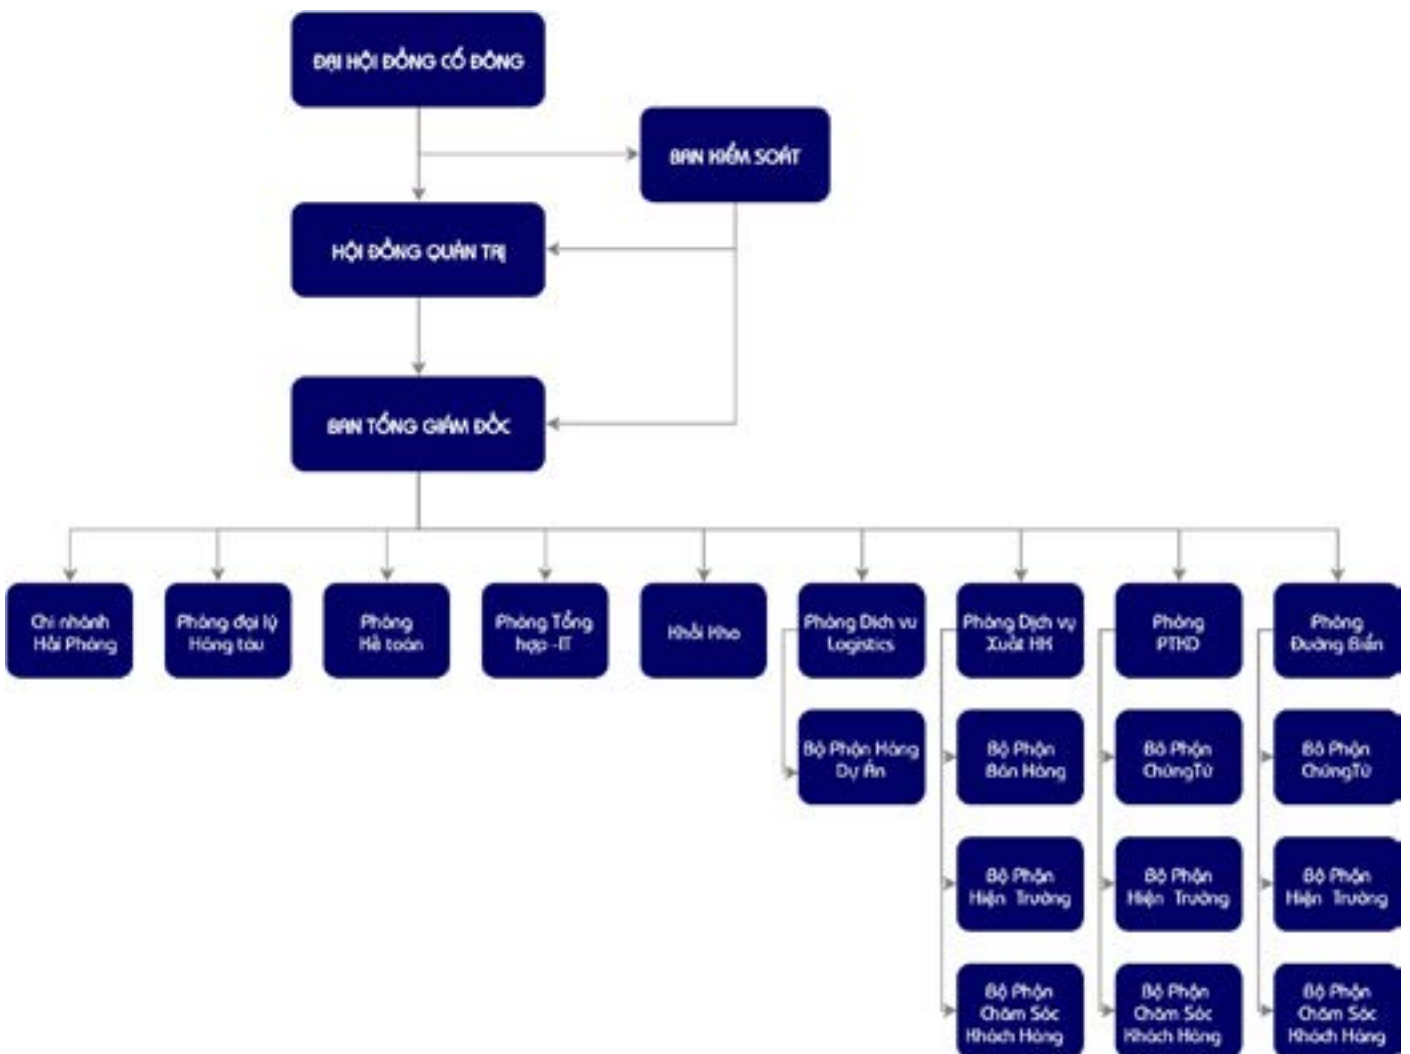 ĐẠI HỘI ĐỒNG CỔ ĐÔNG
BAN KIỂM SOÁT
HỘI ĐỒNG QUẢN TRỊ
BAN TỔNG GIÁM ĐỐC
Chi nhánh
Hải Phòng
Phòng đại lý
Hãng tàu
Phòng
Kế toán
Phòng Tổng
hợp -IT
Khối Kho
Phòng Dịch vụ
Logistics
Phòng Dịch vụ
Xuất HK
Phòng
PTKD
Phòng
Đường Biển
Bộ Phận Hàng
Dự Án
Bộ Phận
Bán Hàng
Bộ Phận
ChứngTừ
Bộ Phận
ChứngTừ
Bộ Phận
Hiện Trường
Bộ Phận
Hiện Trường
Bộ Phận
Hiện Trường
Bộ Phận
Chăm Sóc
Khách Hàng
Bộ Phận
Chăm Sóc
Khách Hàng
Bộ Phận
Chăm Sóc
Khách Hàng